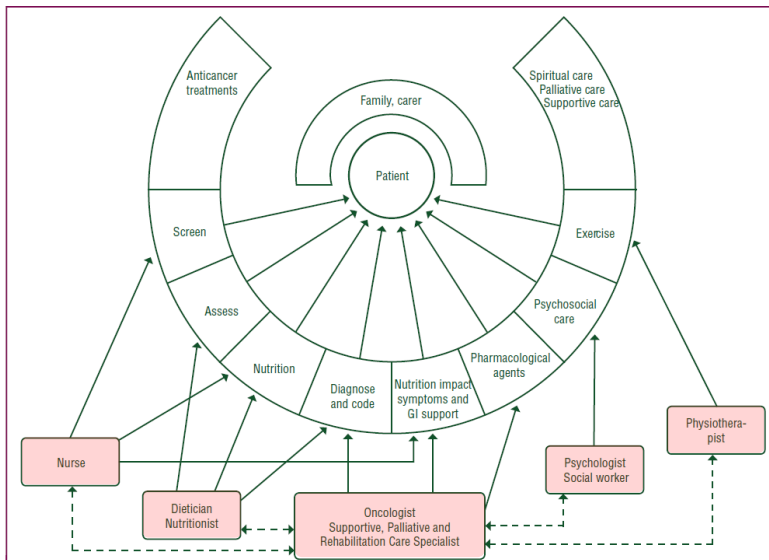 Anticancer
treatments
Spiritual care
Palliative care
Supportive care
Family, carer
Patient
Screen
Exercise
Assess
Psychosocial
care
Nutrition
Pharmacological
agents
Diagnose
and code
Nutrition impact
symptoms and
GI support
Physiothera-
pist
Nurse
Psychologist
Social worker
Dietician
Nutritionist
Oncologist
Supportive, Palliative and
Rehabilitation Care Specialist